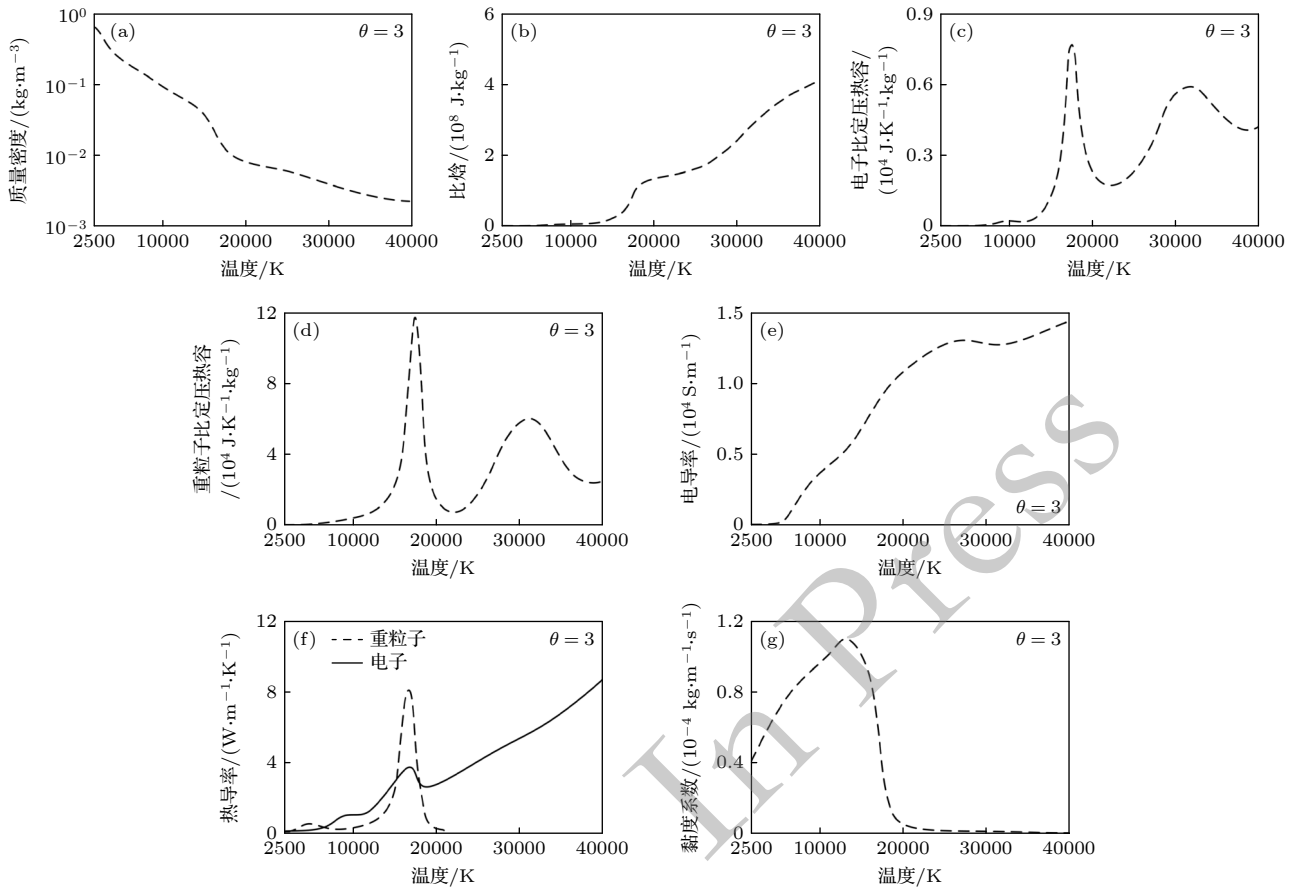 10⁰
(a)
θ = 3
10⁻¹
10⁻²
10⁻³
质量密度/(kg·m⁻³)
2500 10000 20000 30000 40000
温度/K
6
(b)
θ = 3
4
2
0
比焓/(10⁸ J·kg⁻¹)
2500 10000 20000 30000 40000
温度/K
0.9
(c)
θ = 3
0.6
0.3
0
电子比定压热容/
(10⁴ J·K⁻¹·kg⁻¹)
2500 10000 20000 30000 40000
温度/K
12
(d)
θ = 3
8
4
0
重粒子比定压热容
/(10⁴ J·K⁻¹·kg⁻¹)
2500 10000 20000 30000 40000
温度/K
1.5
(e)
1.0
0.5
0
θ = 3
电导率/(10⁴ S·m⁻¹)
2500 10000 20000 30000 40000
温度/K
12
(f)
重粒子
电子
θ = 3
8
4
0
热导率/(W·m⁻¹·K⁻¹)
2500 10000 20000 30000 40000
温度/K
1.2
(g)
θ = 3
0.8
0.4
0
黏度系数/(10⁻⁴ kg·m⁻¹·s⁻¹)
2500 10000 20000 30000 40000
温度/K
In Press